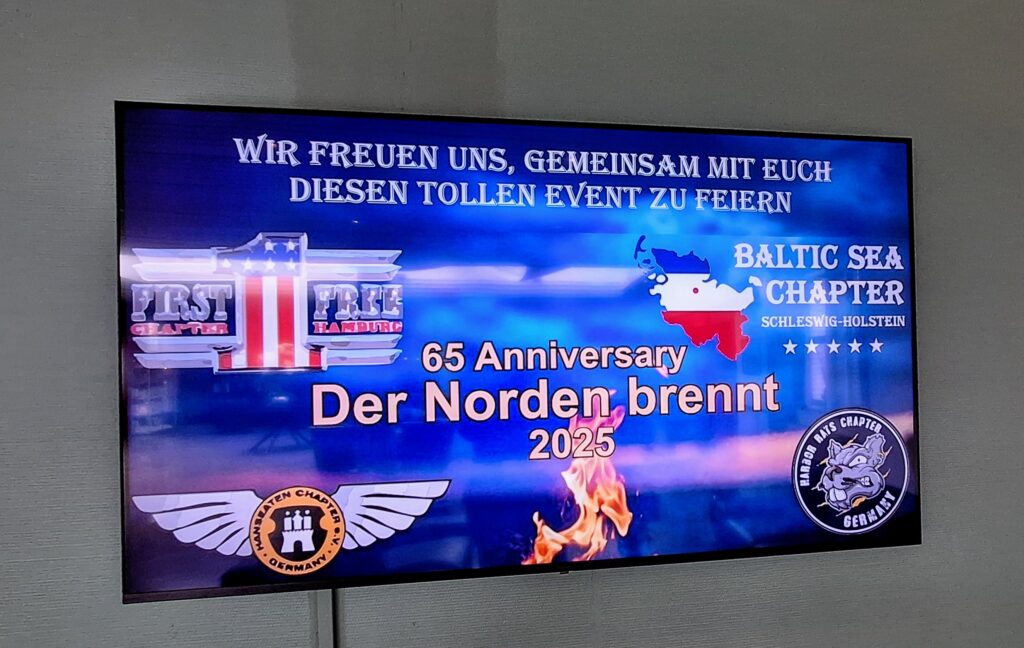 WIR FREUEN UNS, GEMEINSAM MIT EUCH
DIESEN TOLLEN EVENT ZU FEIERN
FIRST FREE
CHAPTER HAMBURG
BALTIC SEA
CHAPTER
SCHLESWIG-HOLSTEIN
65 Anniversary
Der Norden brennt
2025
HANSEATEN CHAPTER e.V.
GERMANY
HARBOR RATS CHAPTER
GERMANY